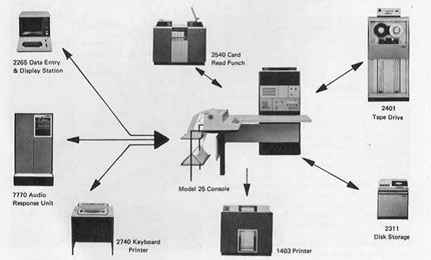 2265 Data Entry
& Display Station
2540 Card
Read Punch
2401
Tape Drive
7770 Audio
Response Unit
Model 25 Console
2311
Disk Storage
2740 Keyboard
Printer
1403 Printer